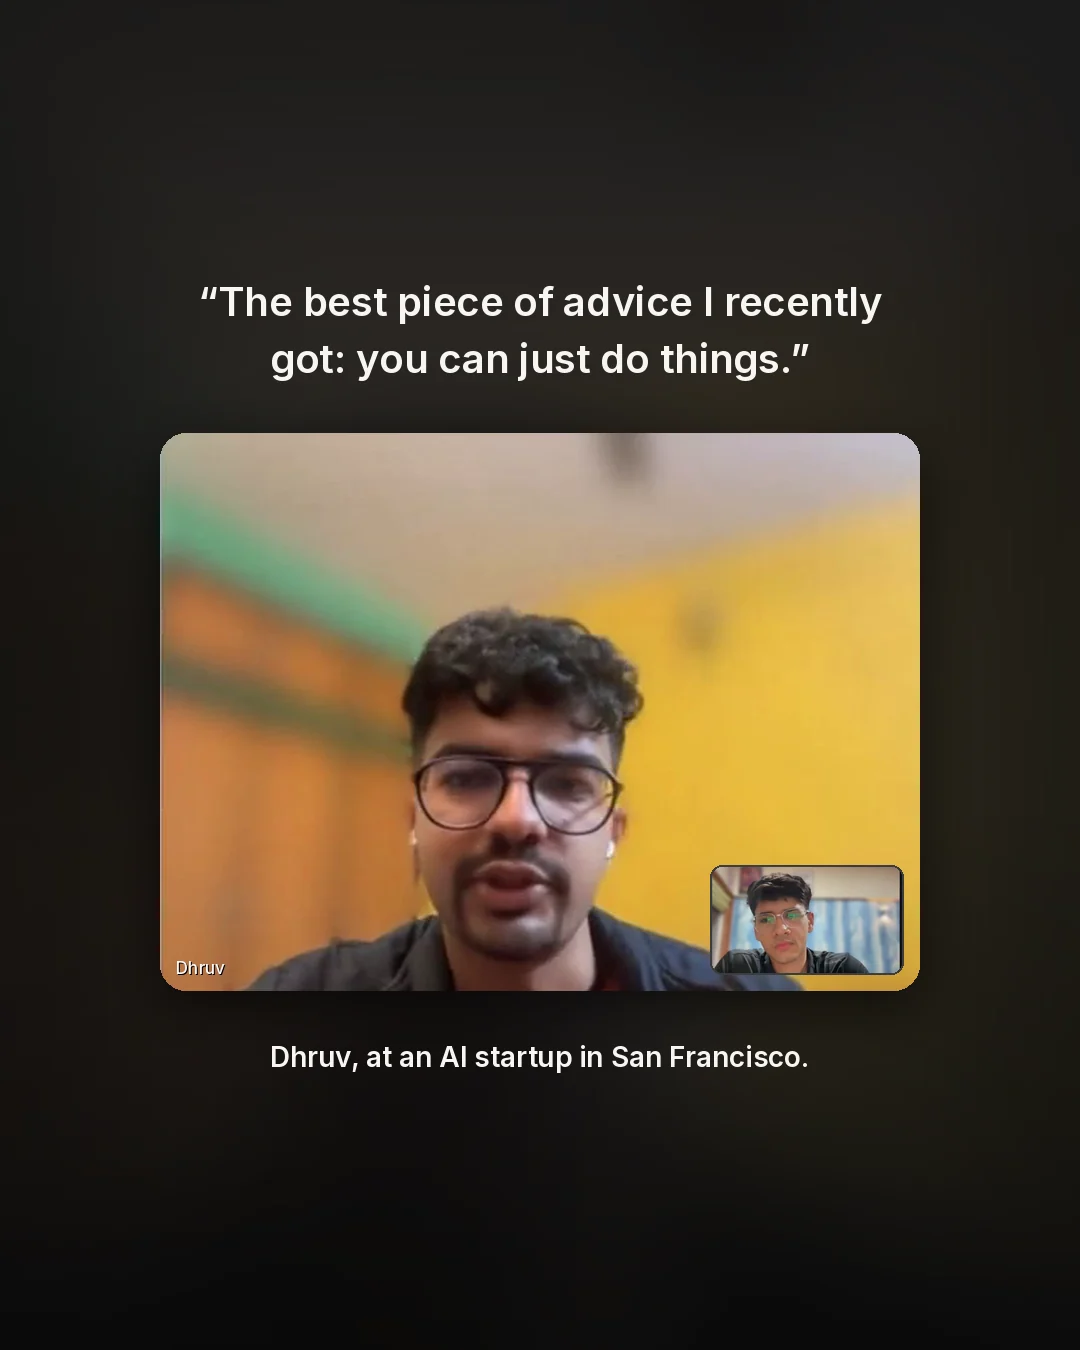 “The best piece of advice I recently
got: you can just do things.”
Dhruv
Dhruv, at an AI startup in San Francisco.